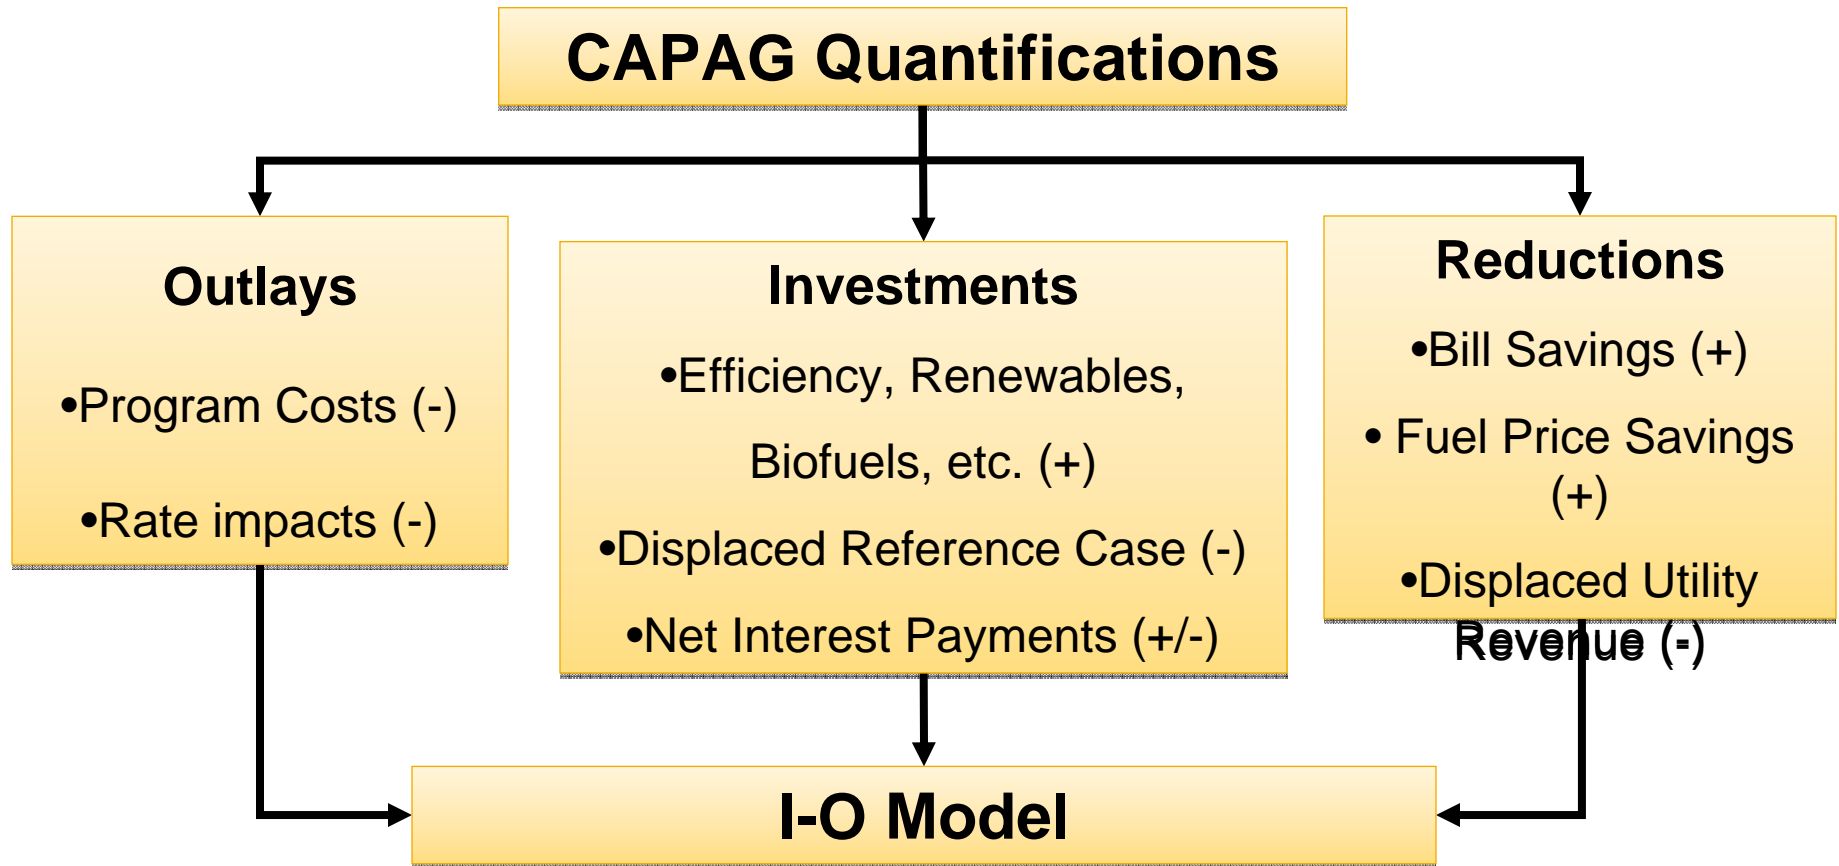 CAPAG Quantifications
Outlays
•Program Costs (-)
•Rate impacts (-)
Investments
•Efficiency, Renewables,
Biofuels, etc. (+)
•Displaced Reference Case (-)
•Net Interest Payments (+/-)
Reductions
•Bill Savings (+)
• Fuel Price Savings
(+)
•Displaced Utility
Revenue (-)
I-O Model